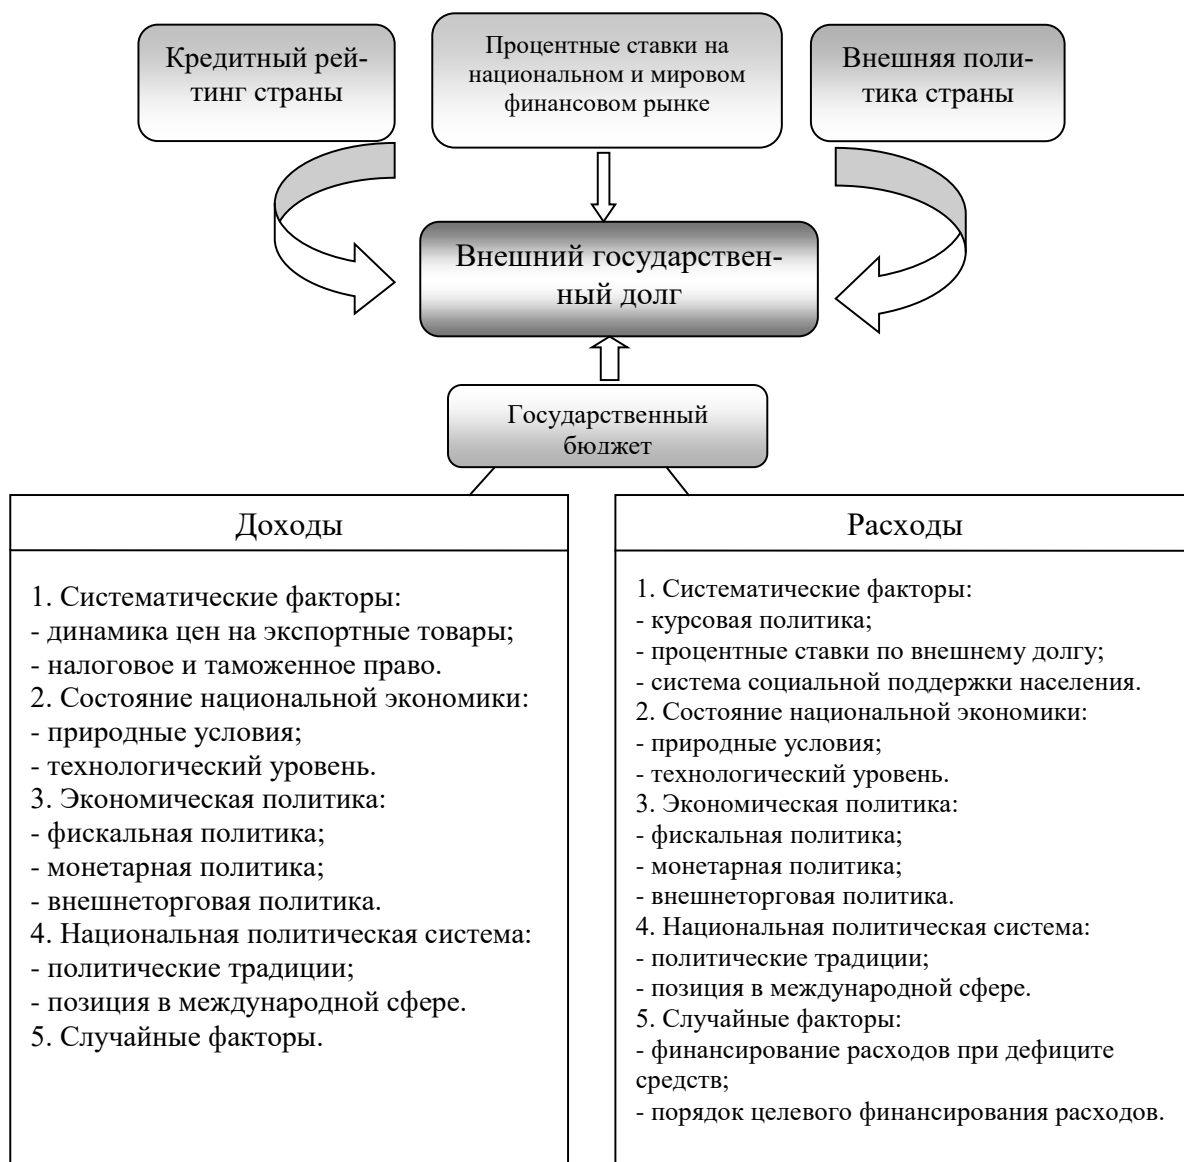 Кредитный рей-
тинг страны
Процентные ставки на
национальном и мировом
финансовом рынке
Внешняя поли-
тика страны
Внешний государствен-
ный долг
Государственный
бюджет
Доходы
1. Систематические факторы:
- динамика цен на экспортные товары;
- налоговое и таможенное право.
2. Состояние национальной экономики:
- природные условия;
- технологический уровень.
3. Экономическая политика:
- фискальная политика;
- монетарная политика;
- внешнеторговая политика.
4. Национальная политическая система:
- политические традиции;
- позиция в международной сфере.
5. Случайные факторы.
Расходы
1. Систематические факторы:
- курсовая политика;
- процентные ставки по внешнему долгу;
- система социальной поддержки населения.
2. Состояние национальной экономики:
- природные условия;
- технологический уровень.
3. Экономическая политика:
- фискальная политика;
- монетарная политика;
- внешнеторговая политика.
4. Национальная политическая система:
- политические традиции;
- позиция в международной сфере.
5. Случайные факторы:
- финансирование расходов при дефиците
средств;
- порядок целевого финансирования расходов.